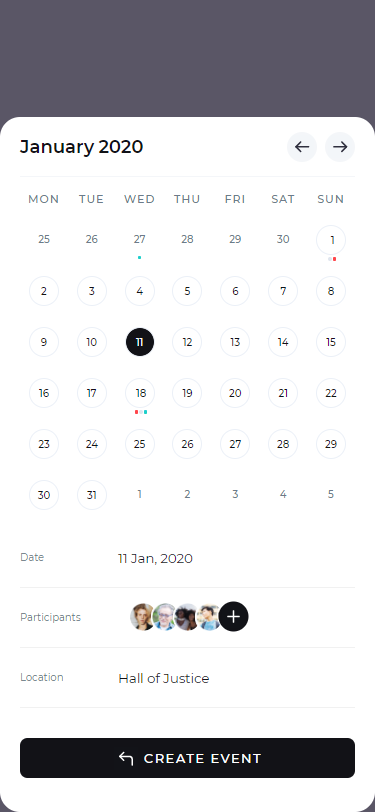 January 2020
MON TUE WED THU FRI SAT SUN
25 26 27 28 29 30 1
2 3 4 5 6 7 8
9 10 11 12 13 14 15
16 17 18 19 20 21 22
23 24 25 26 27 28 29
30 31 1 2 3 4 5
Date 11 Jan, 2020
Participants
Location Hall of Justice
CREATE EVENT